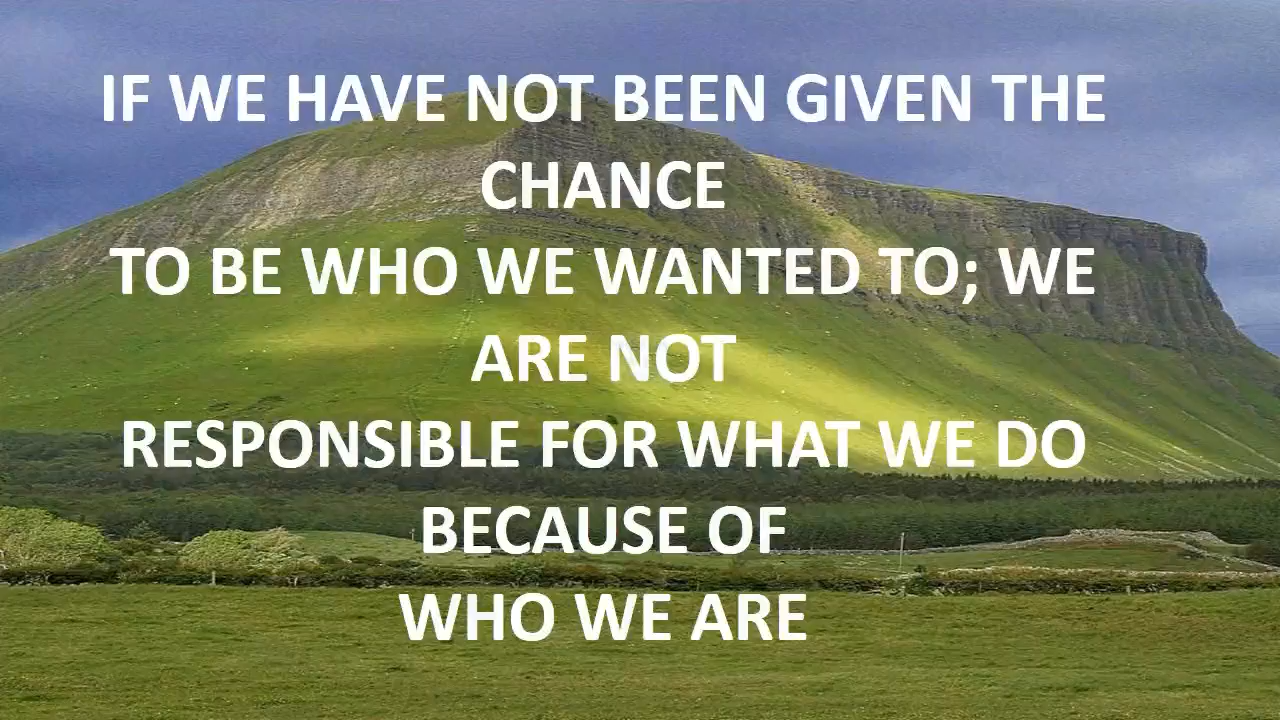 IF WE HAVE NOT BEEN GIVEN THE
CHANCE
TO BE WHO WE WANTED TO; WE
ARE NOT
RESPONSIBLE FOR WHAT WE DO
BECAUSE OF
WHO WE ARE